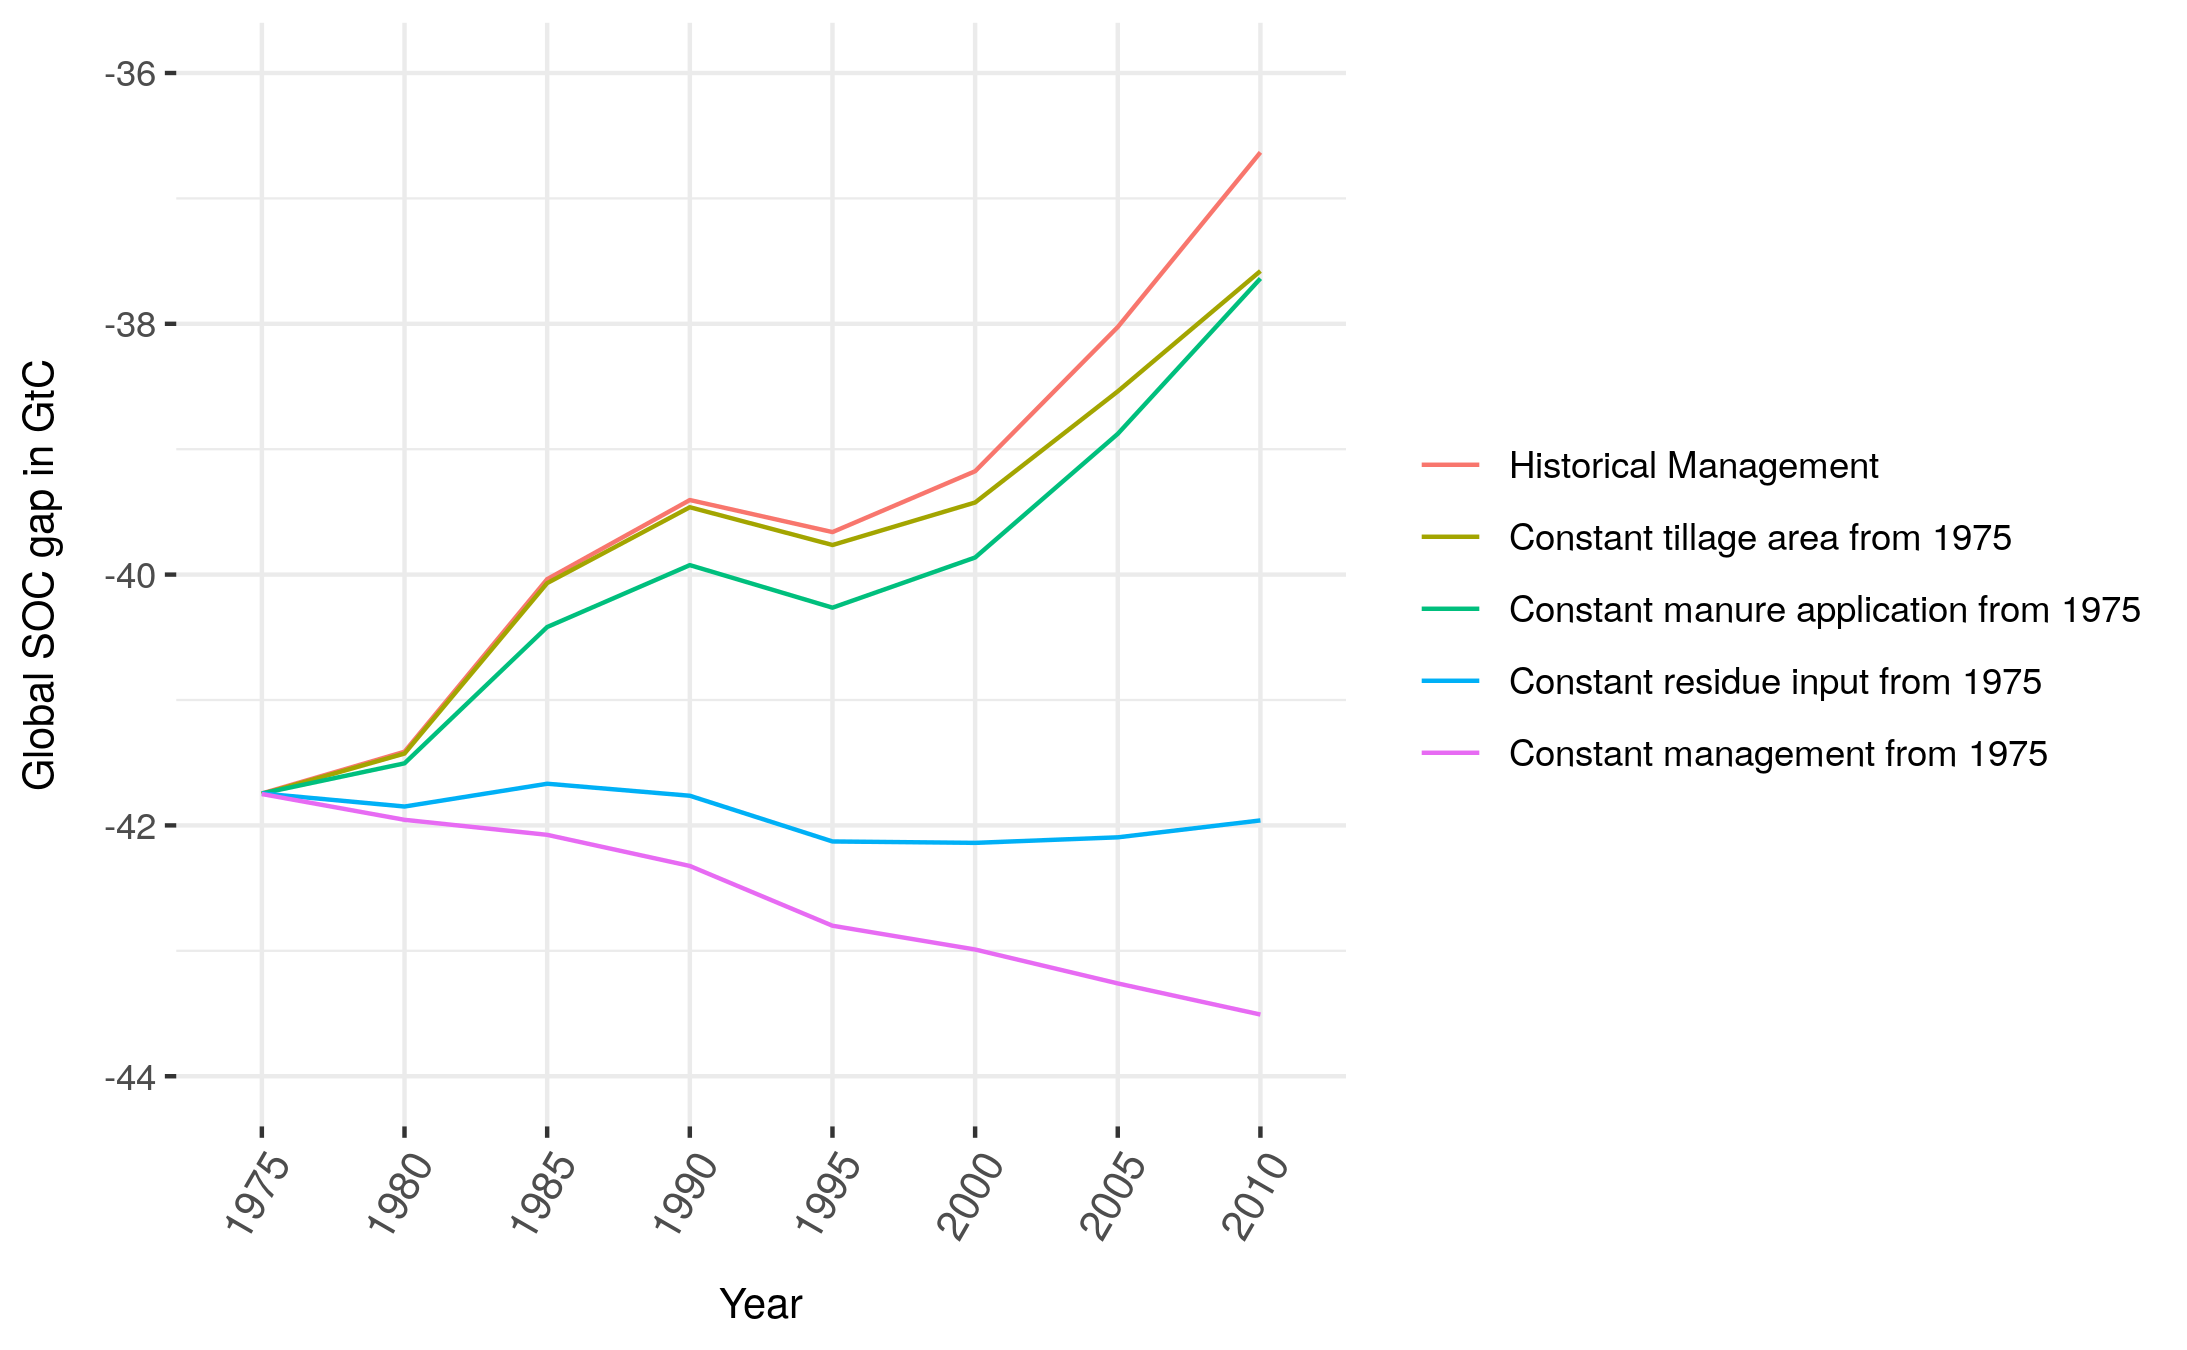 -36
-38
-40
-42
-44
Global SOC gap in GtC
1975
1980
1985
1990
1995
2000
2005
2010
Year
Historical Management
Constant tillage area from 1975
Constant manure application from 1975
Constant residue input from 1975
Constant management from 1975